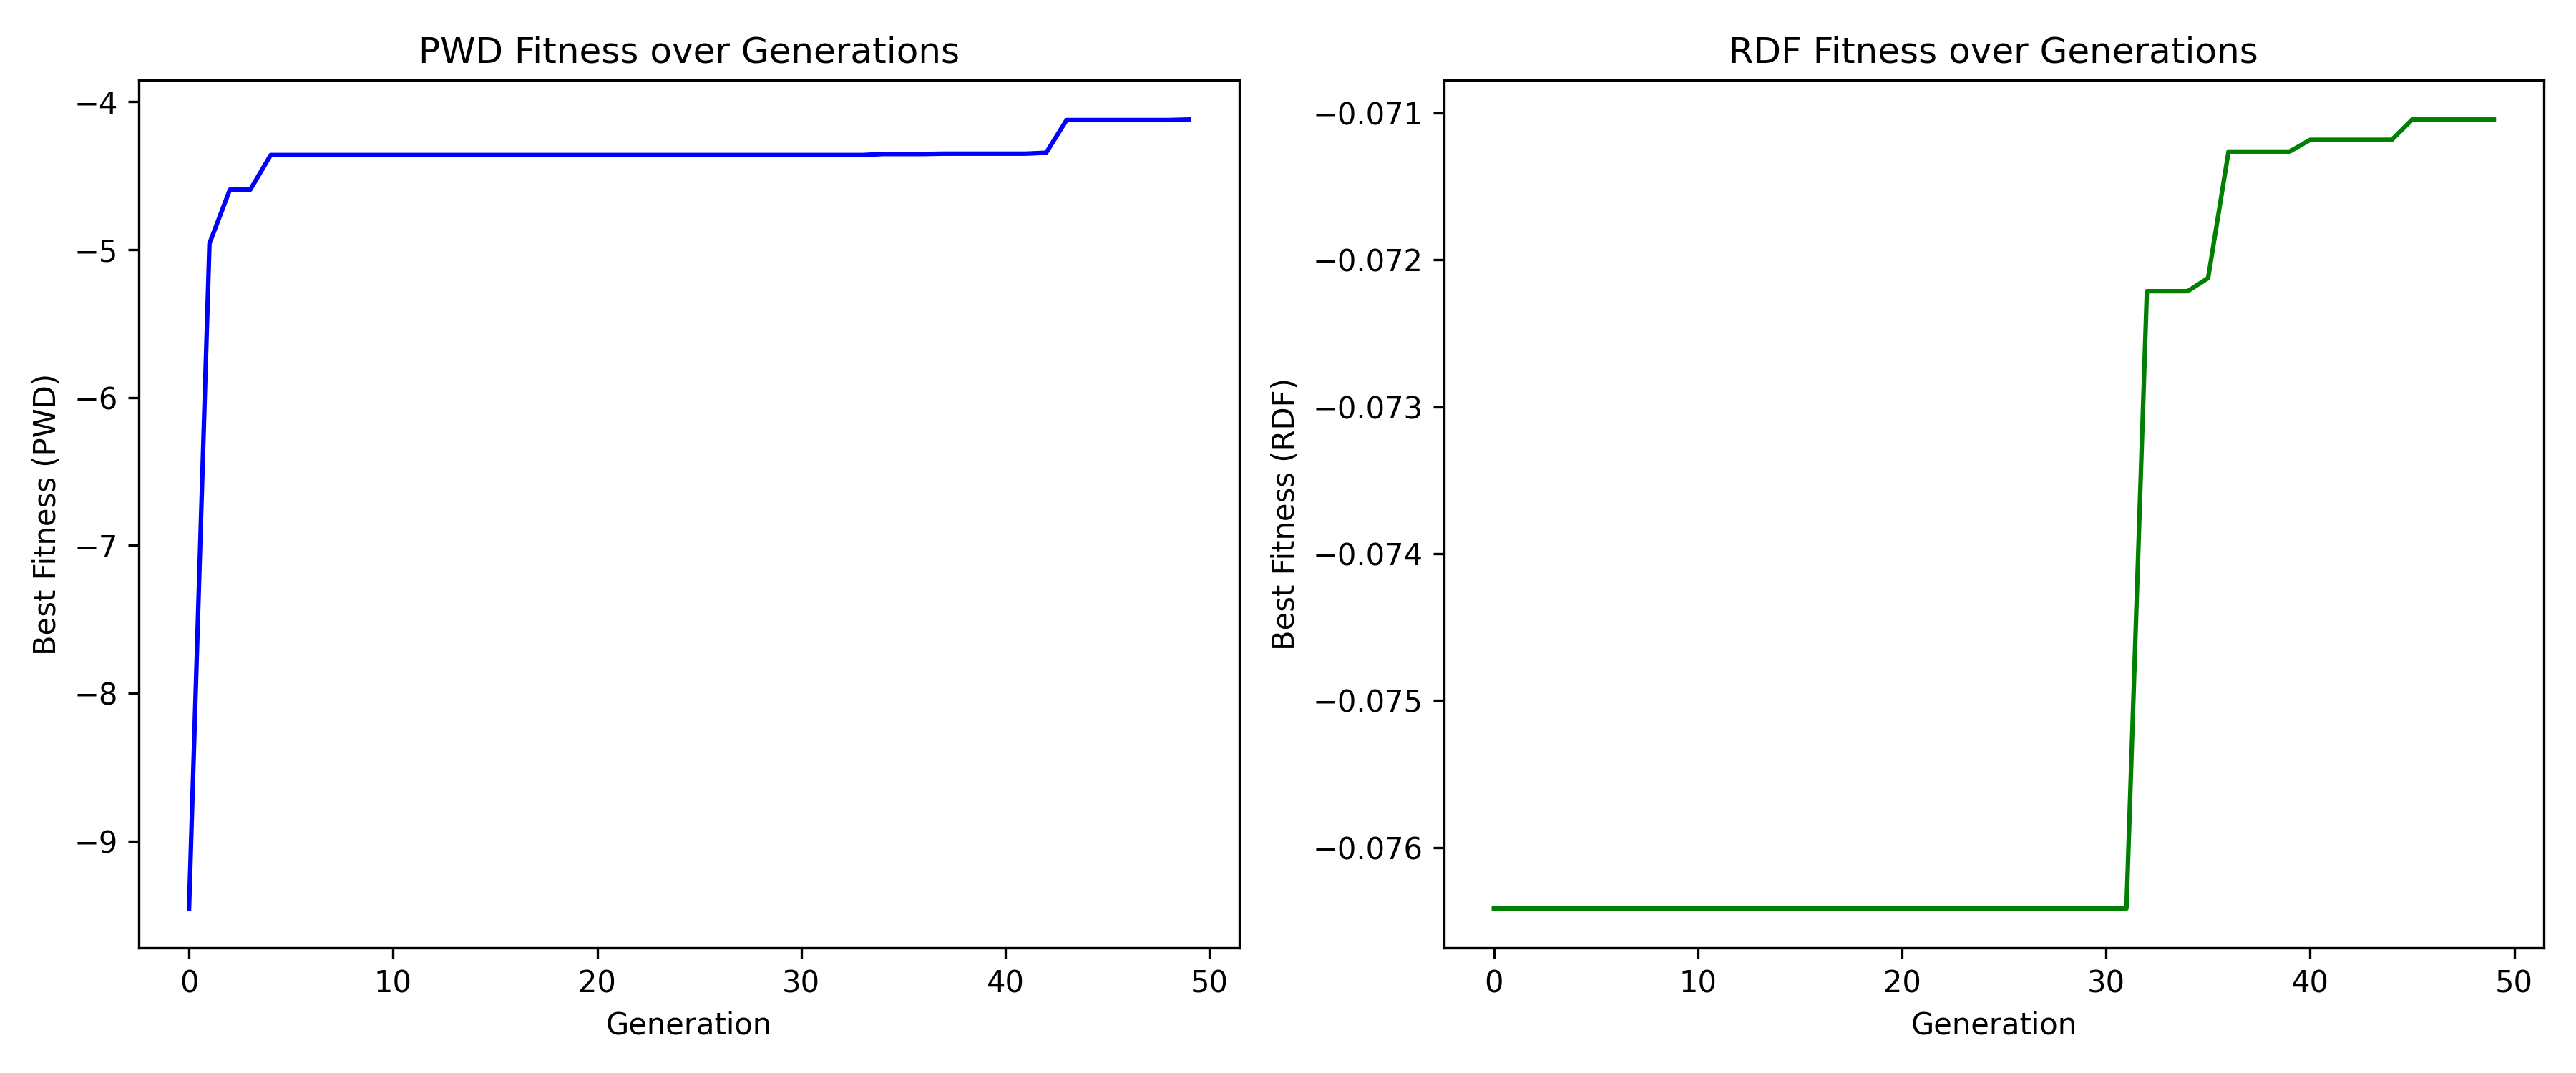 PWD Fitness over Generations
Best Fitness (PWD)
−4
−5
−6
−7
−8
−9
0 10 20 30 40 50
Generation
RDF Fitness over Generations
Best Fitness (RDF)
−0.071
−0.072
−0.073
−0.074
−0.075
−0.076
0 10 20 30 40 50
Generation